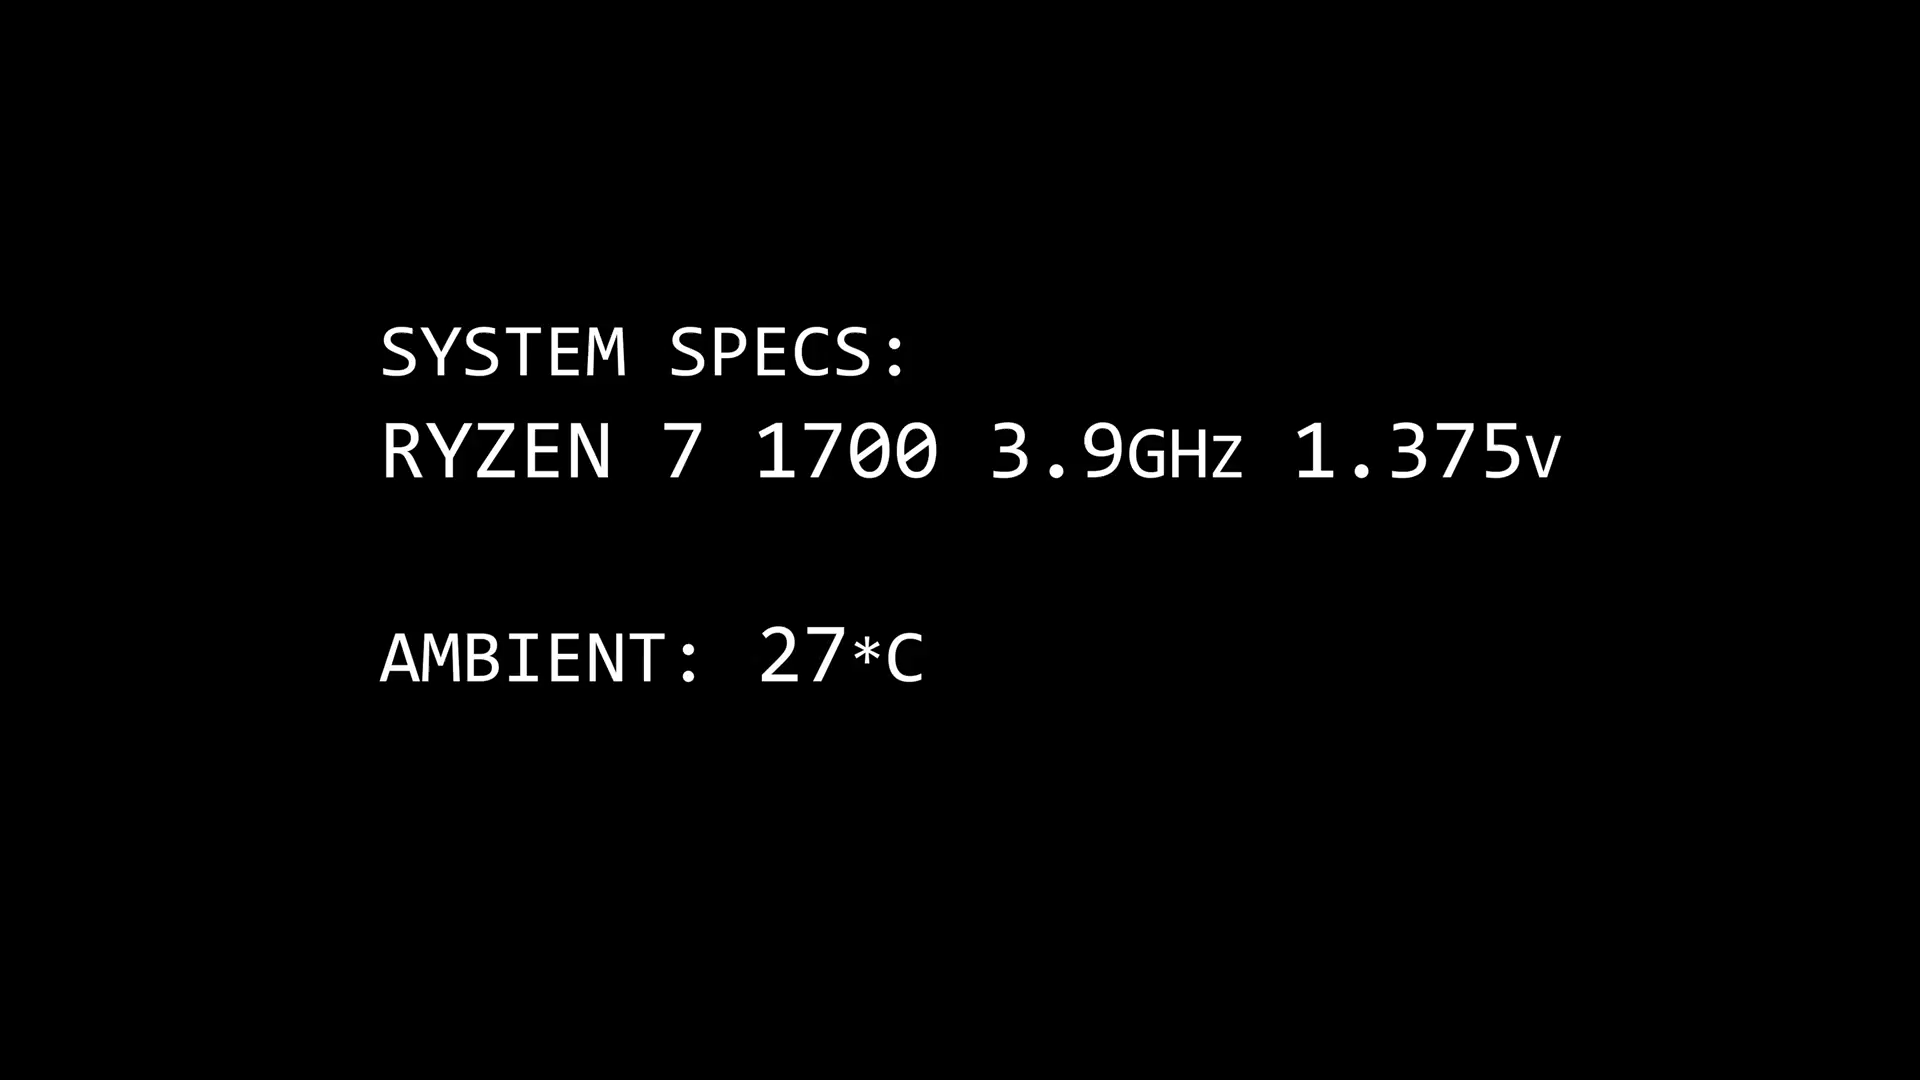 SYSTEM SPECS:
RYZEN 7 1700 3.9GHZ 1.375V
AMBIENT: 27*C